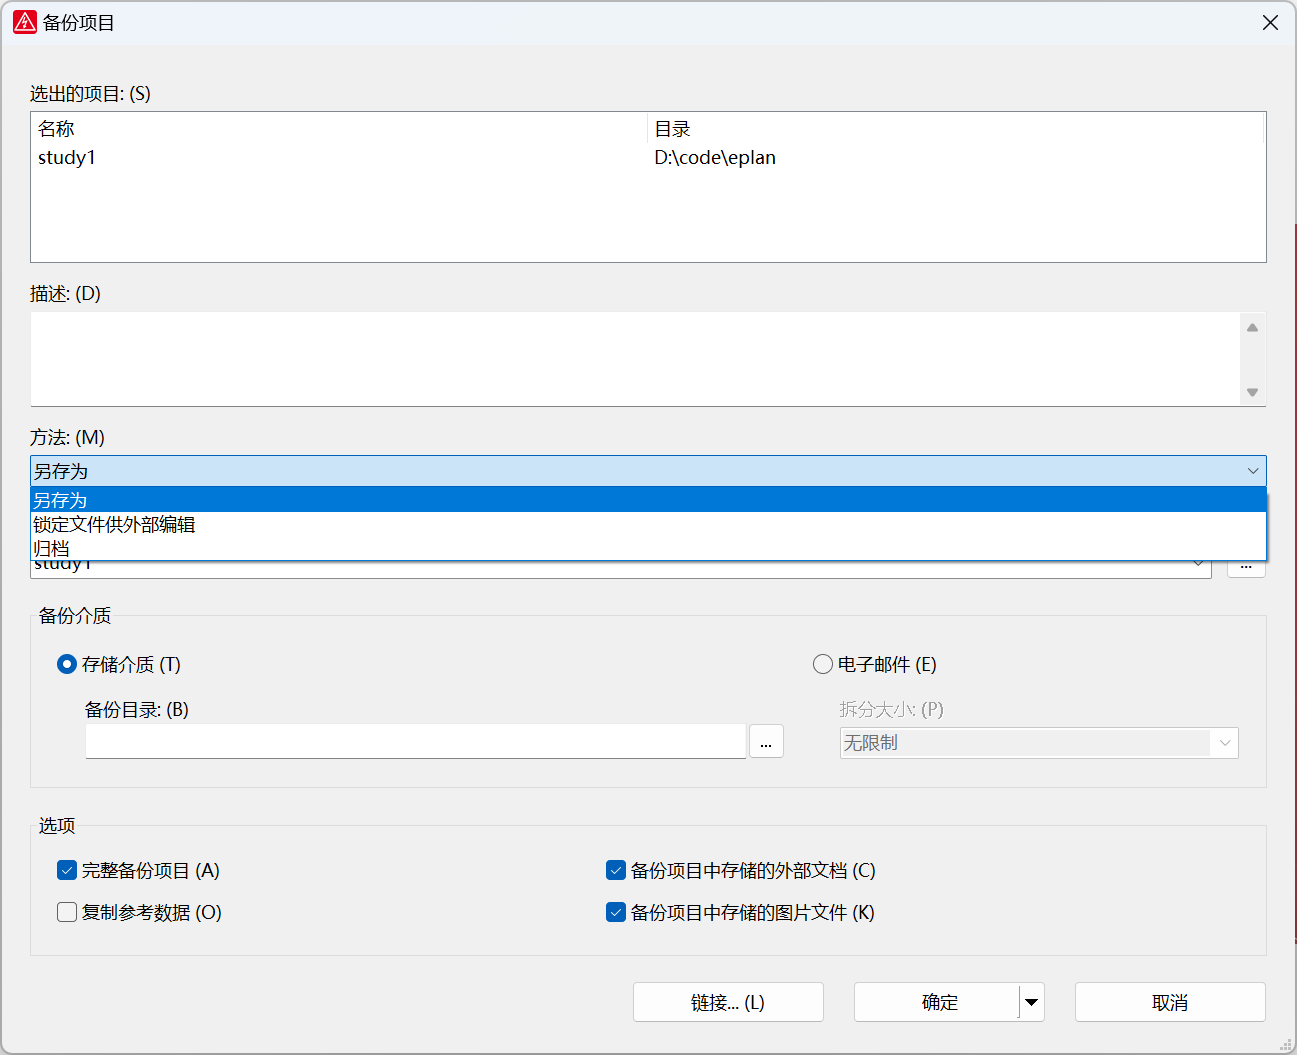 备份项目
选出的项目: (S)
名称 目录
study1 D:\code\eplan
描述: (D)
方法: (M)
另存为
另存为
锁定文件供外部编辑
归档
study1 ...
备份介质
存储介质 (T) 电子邮件 (E)
备份目录: (B) 拆分大小: (P)
... 无限制
选项
完整备份项目 (A) 备份项目中存储的外部文档 (C)
复制参考数据 (O) 备份项目中存储的图片文件 (K)
链接... (L) 确定 取消